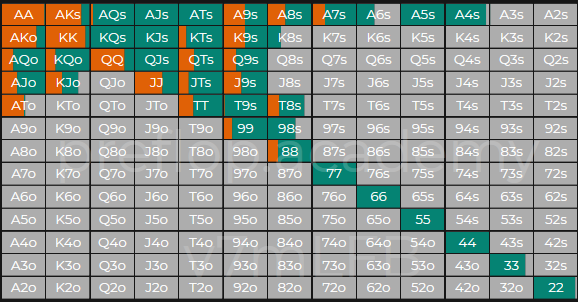 AA AKs AQs AJs ATs A9s A8s A7s A6s A5s A4s A3s A2s
AKo KK KQs KJs KTs K9s K8s K7s K6s K5s K4s K3s K2s
AQo KQo QQ QJs QTs Q9s Q8s Q7s Q6s Q5s Q4s Q3s Q2s
AJo KJo QJo JJ JTs J9s J8s J7s J6s J5s J4s J3s J2s
ATo KTo QTo JTo TT T9s T8s T7s T6s T5s T4s T3s T2s
A9o K9o Q9o J9o T9o 99 98s 97s 96s 95s 94s 93s 92s
A8o K8o Q8o J8o T8o 98o 88 87s 86s 85s 84s 83s 82s
A7o K7o Q7o J7o T7o 97o 87o 77 76s 75s 74s 73s 72s
A6o K6o Q6o J6o T6o 96o 86o 76o 66 65s 64s 63s 62s
A5o K5o Q5o J5o T5o 95o 85o 75o 65o 55 54s 53s 52s
A4o K4o Q4o J4o T4o 94o 84o 74o 64o 54o 44 43s 42s
A3o K3o Q3o J3o T3o 93o 83o 73o 63o 53o 43o 33 32s
A2o K2o Q2o J2o T2o 92o 82o 72o 62o 52o 42o 32o 22
preflop.academy